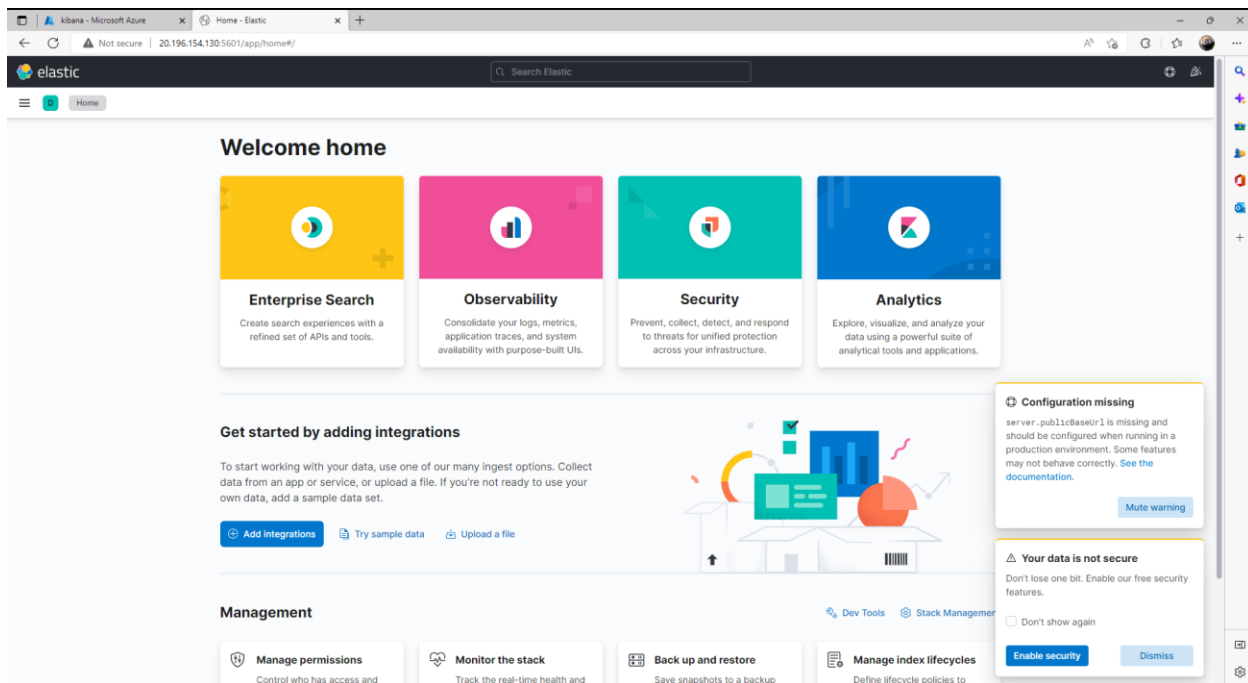 kibana - Microsoft Azure
Home - Elastic
Not secure 20.196.154.130:5601/app/home#/
elastic
Search Elastic
D
Home
Welcome home
Enterprise Search
Create search experiences with a
refined set of APIs and tools.
Observability
Consolidate your logs, metrics,
application traces, and system
availability with purpose-built UIs.
Security
Prevent, collect, detect, and respond
to threats for unified protection
across your infrastructure.
Analytics
Explore, visualize, and analyze your
data using a powerful suite of
analytical tools and applications.
Get started by adding integrations
To start working with your data, use one of our many ingest options. Collect
data from an app or service, or upload a file. If you're not ready to use your
own data, add a sample data set.
Add integrations
Try sample data
Upload a file
Configuration missing
server.publicBaseUrl is missing and
should be configured when running in a
production environment. Some features
may not behave correctly. See the
documentation.
Mute warning
Your data is not secure
Don't lose one bit. Enable our free security
features.
Don't show again
Enable security
Dismiss
Management
Dev Tools
Stack Managemen
Manage permissions
Control who has access and
Monitor the stack
Track the real-time health and
Back up and restore
Save snapshots to a backup
Manage index lifecycles
Define lifecycle policies to